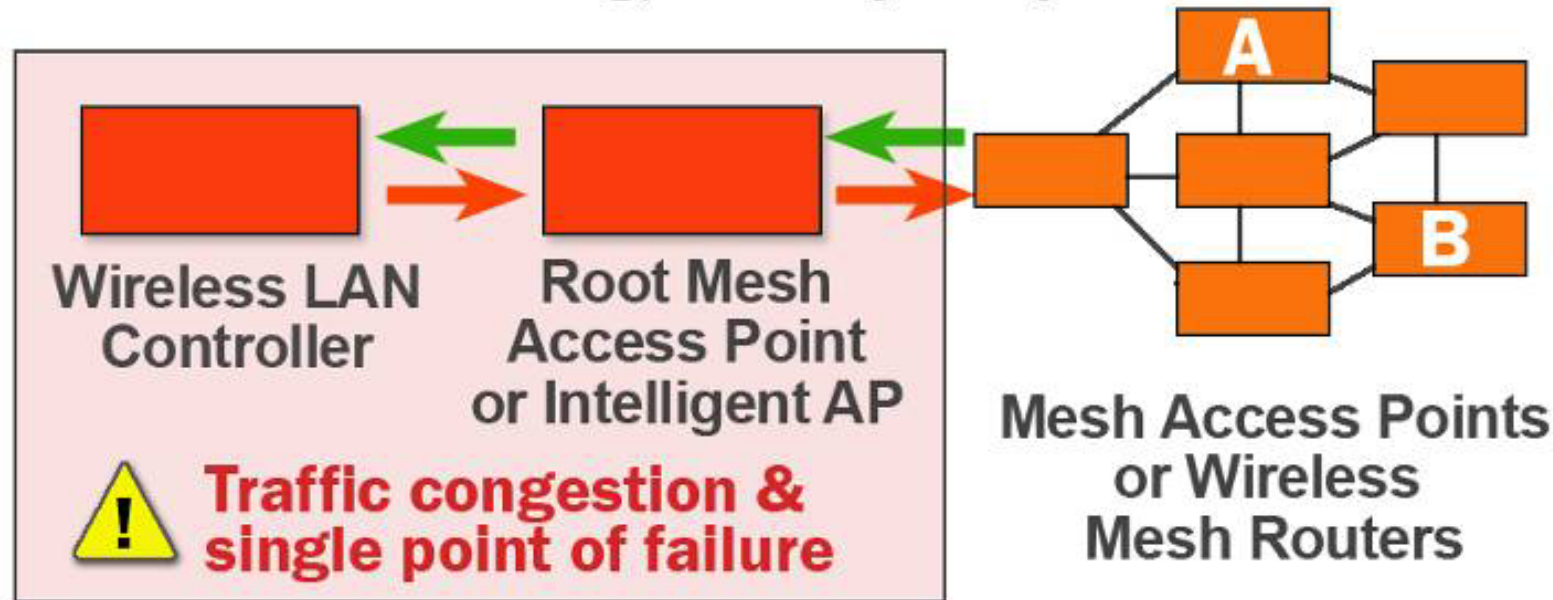 A
B
Wireless LAN
Controller
Root Mesh
Access Point
or Intelligent AP
Mesh Access Points
or Wireless
Mesh Routers
!
Traffic congestion &
single point of failure